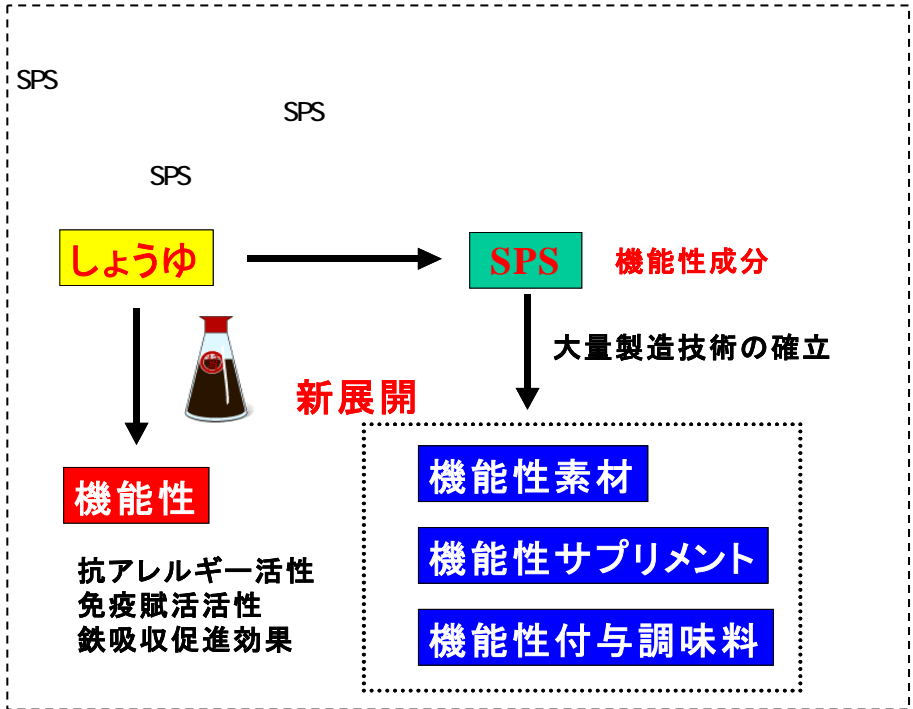 SPS
SPS
SPS
しょうゆ
SPS
機能性成分
大量製造技術の確立
新展開
機能性
抗アレルギー活性
免疫賦活活性
鉄吸収促進効果
機能性素材
機能性サプリメント
機能性付与調味料